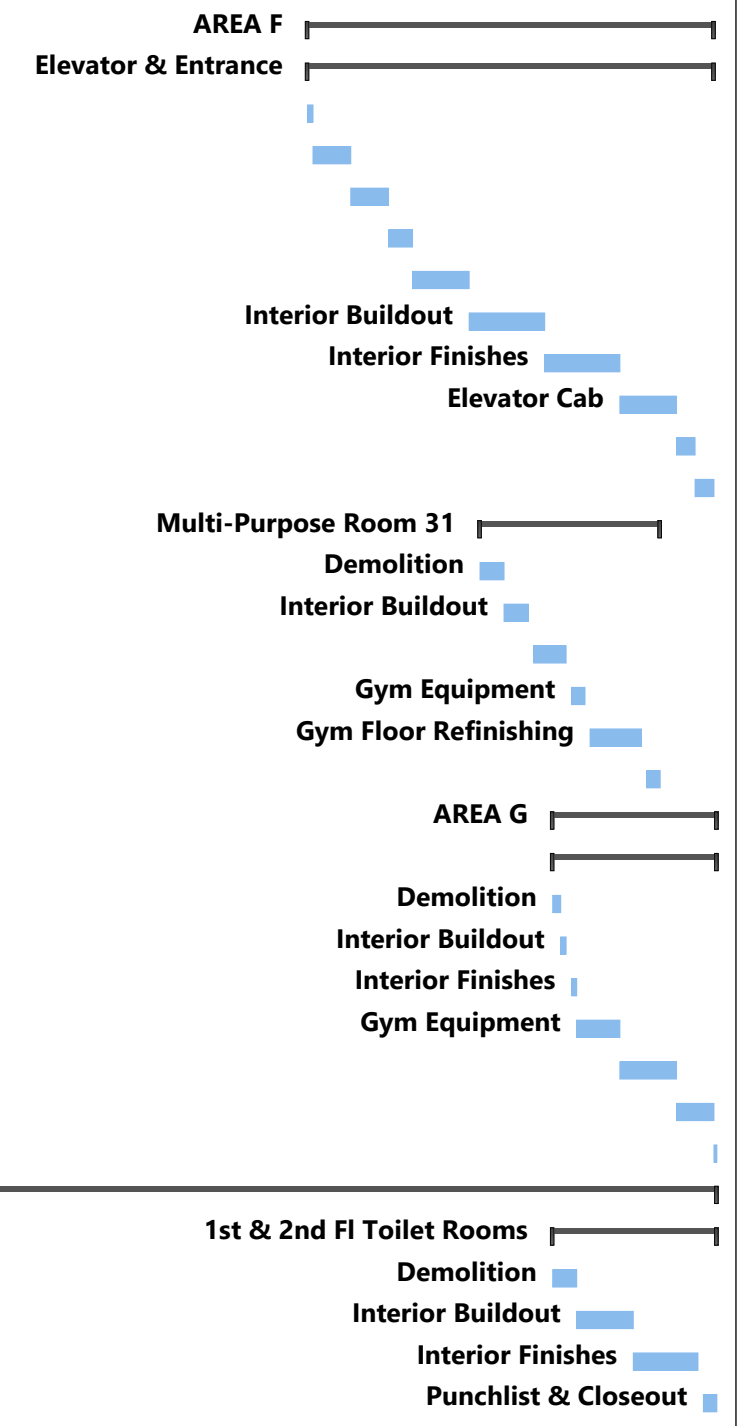 AREA F
Elevator & Entrance
Interior Buildout
Interior Finishes
Elevator Cab
Multi-Purpose Room 31
Demolition
Interior Buildout
Gym Equipment
Gym Floor Refinishing
AREA G
Demolition
Interior Buildout
Interior Finishes
Gym Equipment
1st & 2nd Fl Toilet Rooms
Demolition
Interior Buildout
Interior Finishes
Punchlist & Closeout